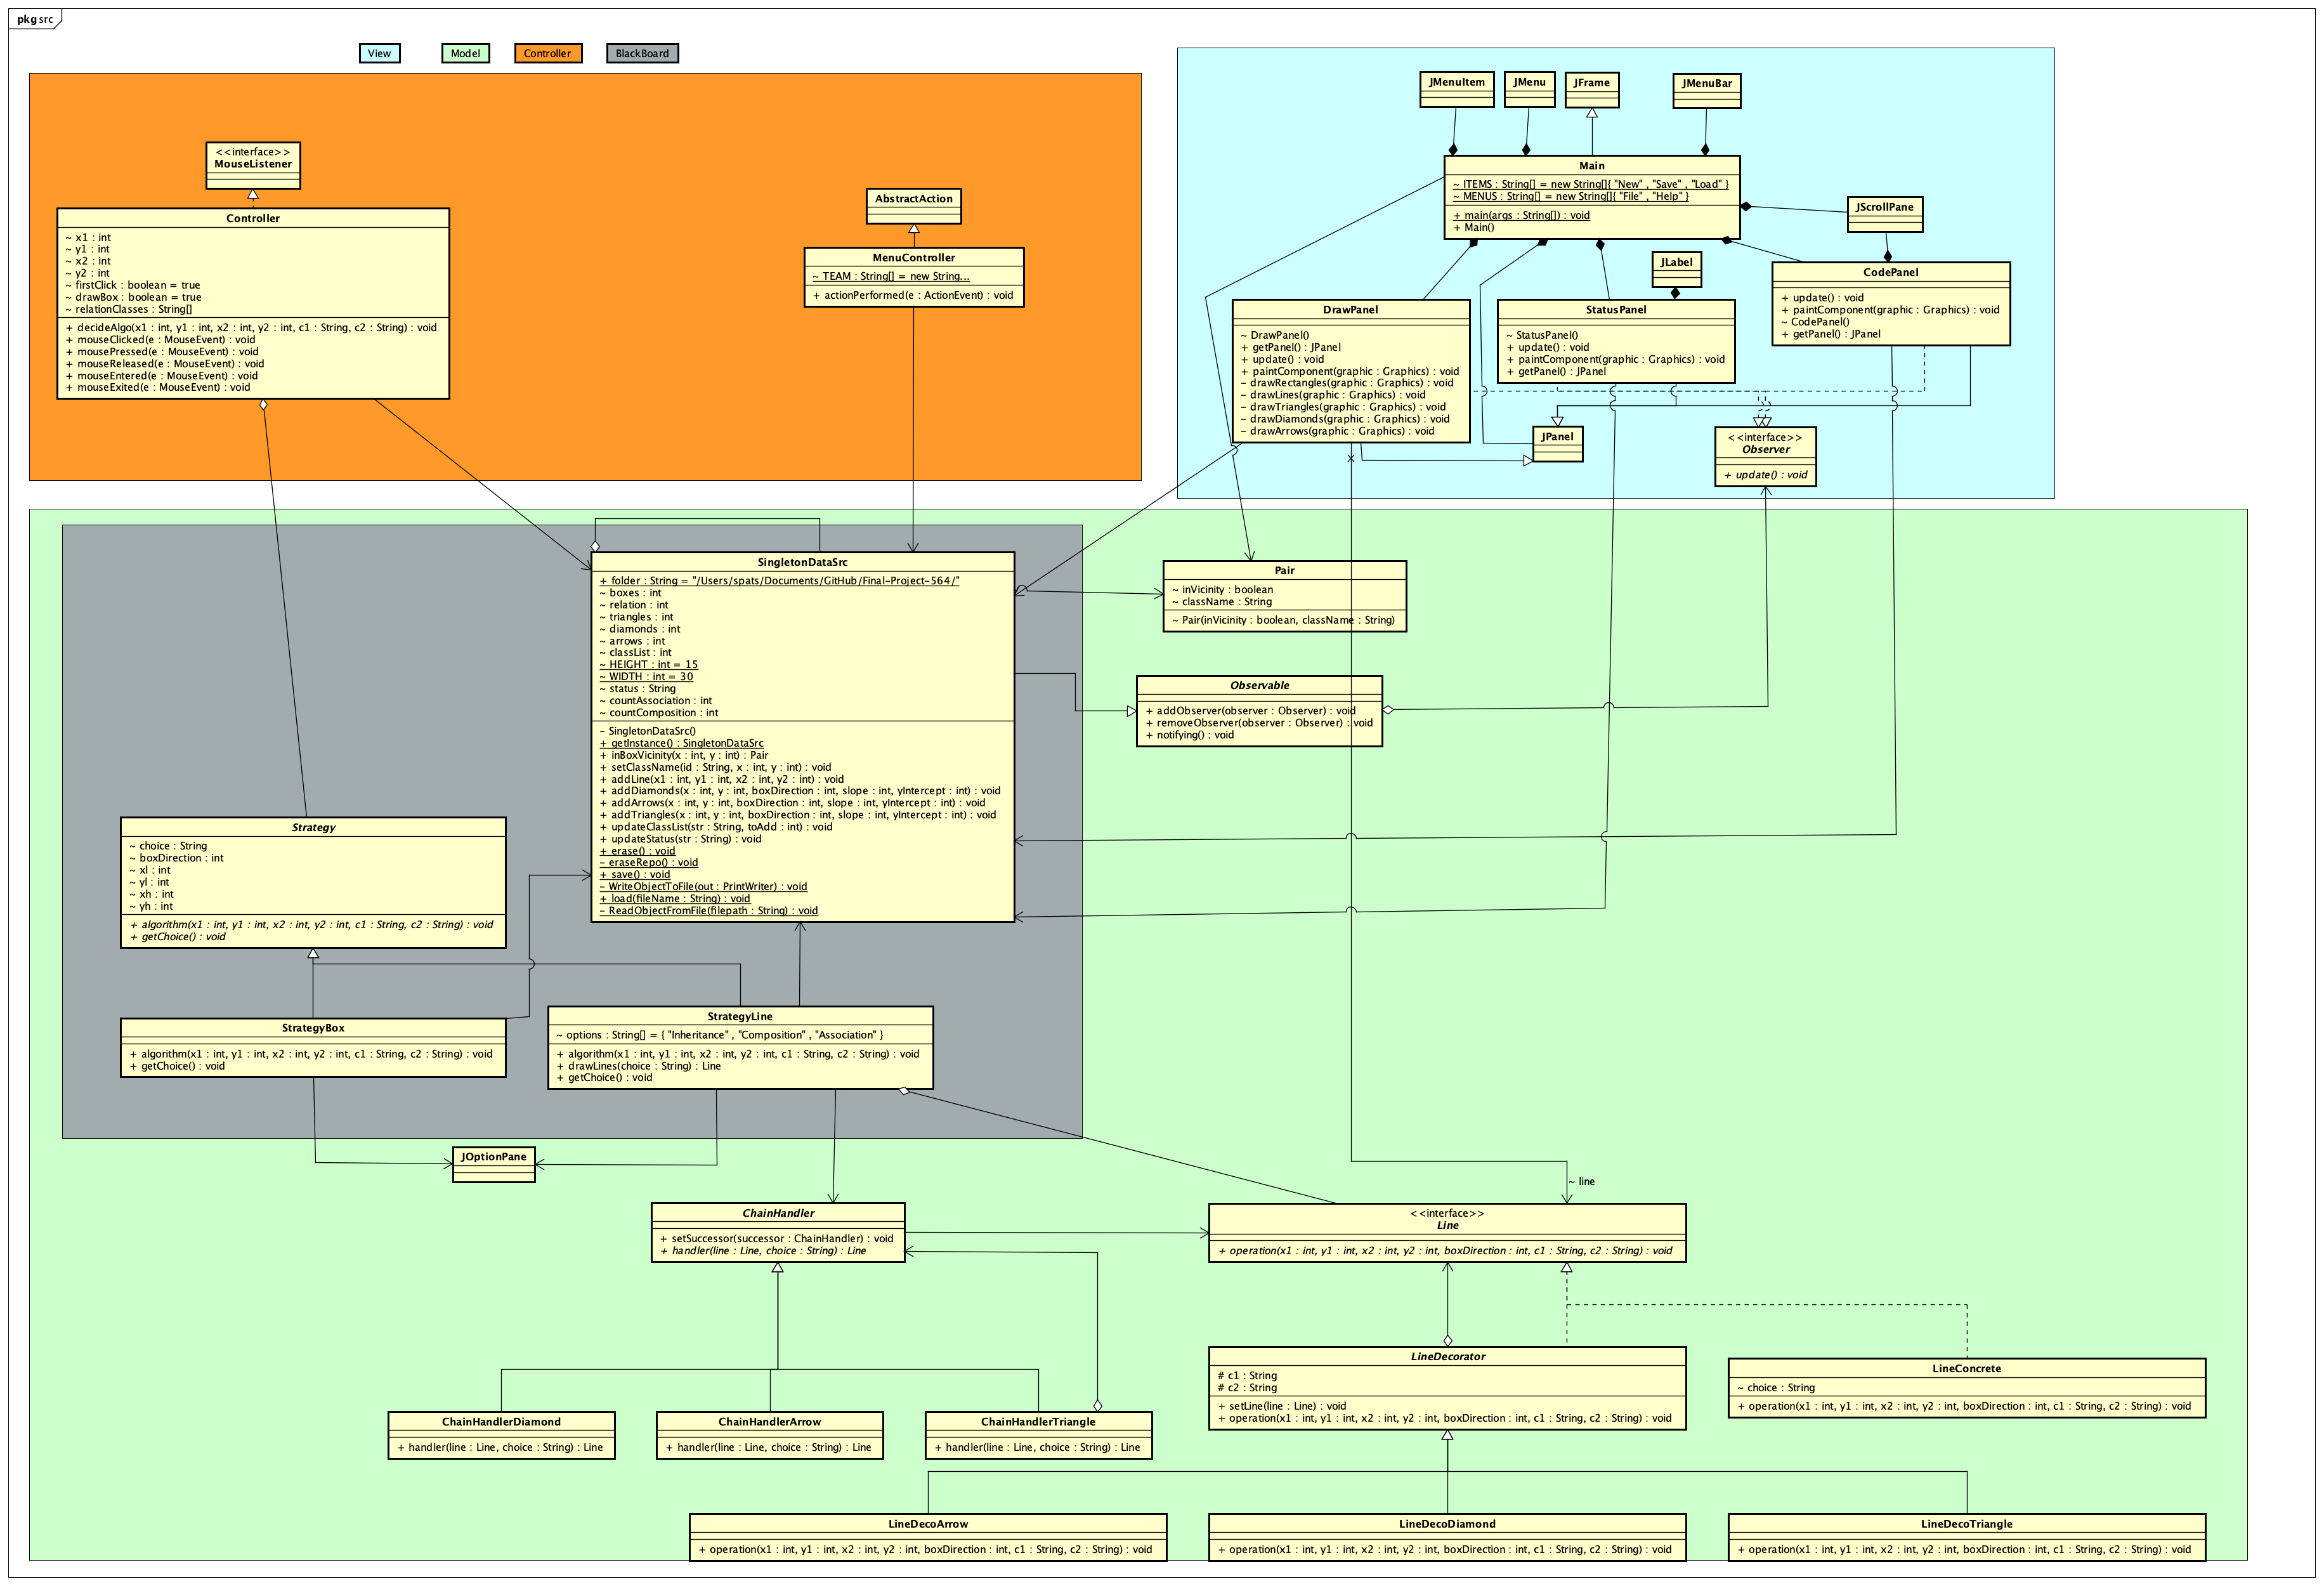 pkg src
View
Model
Controller
BlackBoard
<<interface>>
MouseListener
Controller
~ x1 : int
~ y1 : int
~ x2 : int
~ y2 : int
~ firstClick : boolean = true
~ drawBox : boolean = true
~ relationClasses : String[]
+ decideAlgo(x1 : int, y1 : int, x2 : int, y2 : int, c1 : String, c2 : String) : void
+ mouseClicked(e : MouseEvent) : void
+ mousePressed(e : MouseEvent) : void
+ mouseReleased(e : MouseEvent) : void
+ mouseEntered(e : MouseEvent) : void
+ mouseExited(e : MouseEvent) : void
AbstractAction
MenuController
~ TEAM : String[] = new String...
+ actionPerformed(e : ActionEvent) : void
JMenuItem
JMenu
JFrame
JMenuBar
Main
~ ITEMS : String[] = new String[]{ "New" , "Save" , "Load" }
~ MENUS : String[] = new String[]{ "File" , "Help" }
+ main(args : String[]) : void
+ Main()
JScrollPane
JLabel
CodePanel
+ update() : void
+ paintComponent(graphic : Graphics) : void
~ CodePanel()
+ getPanel() : JPanel
DrawPanel
~ DrawPanel()
+ getPanel() : JPanel
+ update() : void
+ paintComponent(graphic : Graphics) : void
- drawRectangles(graphic : Graphics) : void
- drawLines(graphic : Graphics) : void
- drawTriangles(graphic : Graphics) : void
- drawDiamonds(graphic : Graphics) : void
- drawArrows(graphic : Graphics) : void
StatusPanel
~ StatusPanel()
+ update() : void
+ paintComponent(graphic : Graphics) : void
+ getPanel() : JPanel
JPanel
<<interface>>
Observer
+ update() : void
SingletonDataSrc
+ folder : String = "/Users/spats/Documents/GitHub/Final-Project-564/"
~ boxes : int
~ relation : int
~ triangles : int
~ diamonds : int
~ arrows : int
~ classList : int
~ HEIGHT : int = 15
~ WIDTH : int = 30
~ status : String
~ countAssociation : int
~ countComposition : int
- SingletonDataSrc()
+ getInstance() : SingletonDataSrc
+ inBoxVicinity(x : int, y : int) : Pair
+ setClassName(id : String, x : int, y : int) : void
+ addLine(x1 : int, y1 : int, x2 : int, y2 : int) : void
+ addDiamonds(x : int, y : int, boxDirection : int, slope : int, yIntercept : int) : void
+ addArrows(x : int, y : int, boxDirection : int, slope : int, yIntercept : int) : void
+ addTriangles(x : int, y : int, boxDirection : int, slope : int, yIntercept : int) : void
+ updateClassList(str : String, toAdd : int) : void
+ updateStatus(str : String) : void
+ erase() : void
- eraseRepo() : void
+ save() : void
- WriteObjectToFile(out : PrintWriter) : void
+ load(fileName : String) : void
- ReadObjectFromFile(filepath : String) : void
Pair
~ inVicinity : boolean
~ className : String
~ Pair(inVicinity : boolean, className : String)
Observable
+ addObserver(observer : Observer) : void
+ removeObserver(observer : Observer) : void
+ notifying() : void
Strategy
~ choice : String
~ boxDirection : int
~ xl : int
~ yl : int
~ xh : int
~ yh : int
+ algorithm(x1 : int, y1 : int, x2 : int, y2 : int, c1 : String, c2 : String) : void
+ getChoice() : void
StrategyBox
+ algorithm(x1 : int, y1 : int, x2 : int, y2 : int, c1 : String, c2 : String) : void
+ getChoice() : void
StrategyLine
~ options : String[] = { "Inheritance" , "Composition" , "Association" }
+ algorithm(x1 : int, y1 : int, x2 : int, y2 : int, c1 : String, c2 : String) : void
+ drawLines(choice : String) : Line
+ getChoice() : void
JOptionPane
~ line
ChainHandler
+ setSuccessor(successor : ChainHandler) : void
+ handler(line : Line, choice : String) : Line
<<interface>>
Line
+ operation(x1 : int, y1 : int, x2 : int, y2 : int, boxDirection : int, c1 : String, c2 : String) : void
LineDecorator
# c1 : String
# c2 : String
+ setLine(line : Line) : void
+ operation(x1 : int, y1 : int, x2 : int, y2 : int, boxDirection : int, c1 : String, c2 : String) : void
LineConcrete
~ choice : String
+ operation(x1 : int, y1 : int, x2 : int, y2 : int, boxDirection : int, c1 : String, c2 : String) : void
ChainHandlerDiamond
+ handler(line : Line, choice : String) : Line
ChainHandlerArrow
+ handler(line : Line, choice : String) : Line
ChainHandlerTriangle
+ handler(line : Line, choice : String) : Line
LineDecoArrow
+ operation(x1 : int, y1 : int, x2 : int, y2 : int, boxDirection : int, c1 : String, c2 : String) : void
LineDecoDiamond
+ operation(x1 : int, y1 : int, x2 : int, y2 : int, boxDirection : int, c1 : String, c2 : String) : void
LineDecoTriangle
+ operation(x1 : int, y1 : int, x2 : int, y2 : int, boxDirection : int, c1 : String, c2 : String) : void